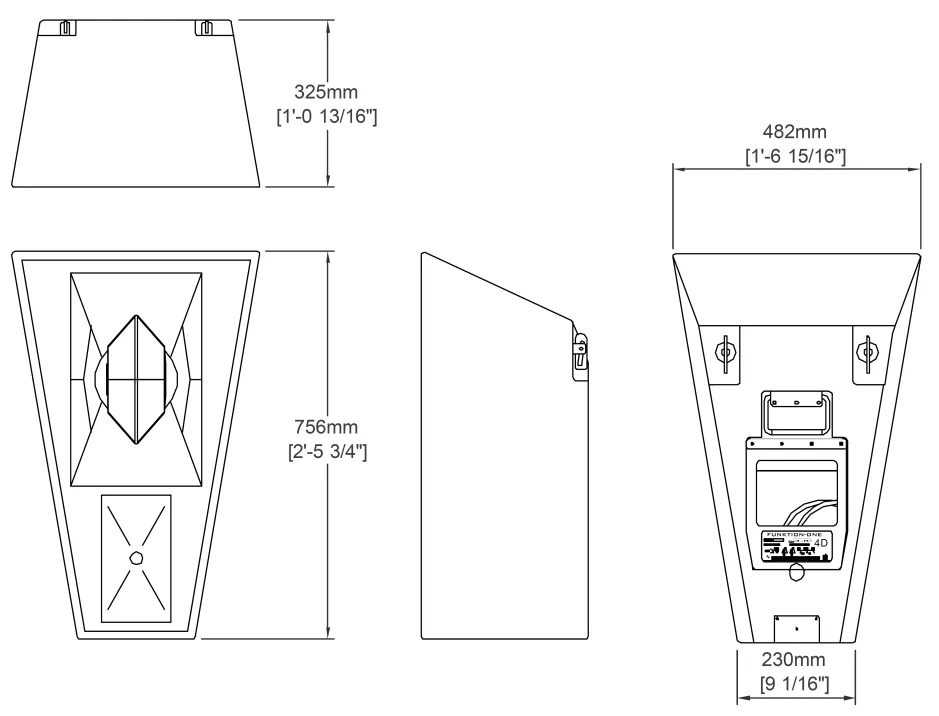 325mm
[1'-0 13/16"]
482mm
[1'-6 15/16"]
756mm
[2'-5 3/4"]
FUNKTION-ONE
4D
230mm
[9 1/16"]